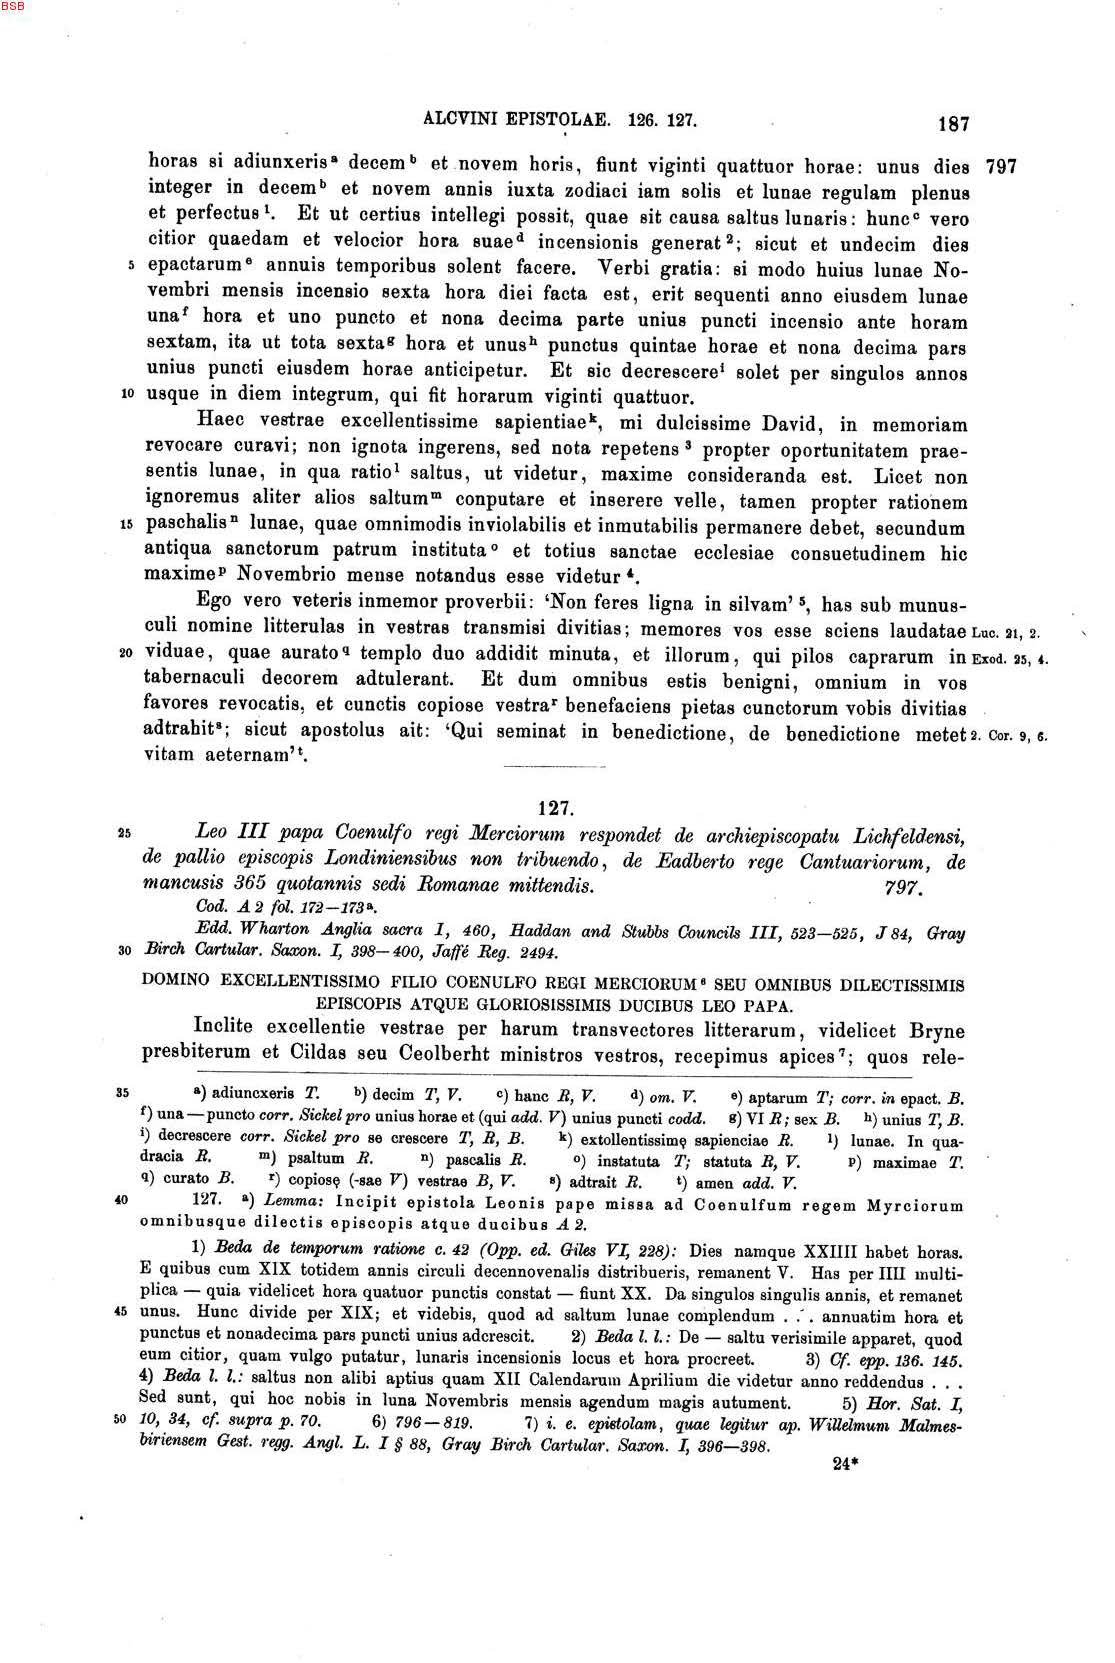 BSB
ALCVINI EPISTOLAE. 126. 127.
187
horas si adiunxeris ᵃ decem ᵇ et novem horis, fiunt viginti quattuor horae: unus dies 797
integer in decem ᵇ et novem annis iuxta zodiaci iam solis et lunae regulam plenus
et perfectus ¹. Et ut certius intellegi possit, quae sit causa saltus lunaris: hunc ᶜ vero
citior quaedam et velocior hora suae ᵈ incensionis generat ²; sicut et undecim dies
5 epactarum ᵉ annuis temporibus solent facere. Verbi gratia: si modo huius lunae No-
vembri mensis incensio sexta hora diei facta est, erit sequenti anno eiusdem lunae
una ᶠ hora et uno puncto et nona decima parte unius puncti incensio ante horam
sextam, ita ut tota sexta ᵍ hora et unus ʰ punctus quintae horae et nona decima pars
unius puncti eiusdem horae anticipetur. Et sic decrescere ⁱ solet per singulos annos
10 usque in diem integrum, qui fit horarum viginti quattuor.
Haec vestrae excellentissime sapientiae ᵏ, mi dulcissime David, in memoriam
revocare curavi; non ignota ingerens, sed nota repetens ³ propter oportunitatem prae-
sentis lunae, in qua ratio ˡ saltus, ut videtur, maxime consideranda est. Licet non
ignoremus aliter alios saltum ᵐ conputare et inserere velle, tamen propter rationem
15 paschalis ⁿ lunae, quae omnimodis inviolabilis et inmutabilis permanere debet, secundum
antiqua sanctorum patrum instituta ᵒ et totius sanctae ecclesiae consuetudinem hic
maxime ᵖ Novembrio mense notandus esse videtur ⁴.
Ego vero veteris inmemor proverbii: ‘Non feres ligna in silvam’ ⁵, has sub munus-
culi nomine litterulas in vestras transmisi divitias; memores vos esse sciens laudatae Luc. 21, 2.
20 viduae, quae aurato q templo duo addidit minuta, et illorum, qui pilos caprarum in Exod. 25, 4.
tabernaculi decorem adtulerant. Et dum omnibus estis benigni, omnium in vos
favores revocatis, et cunctis copiose vestra ʳ benefaciens pietas cunctorum vobis divitias
adtrahit ˢ; sicut apostolus ait: ‘Qui seminat in benedictione, de benedictione metet 2. Cor. 9, 6.
vitam aeternam’ ᵗ.
127.
25 Leo III papa Coenulfo regi Merciorum respondet de archiepiscopatu Lichfeldensi,
de pallio episcopis Londiniensibus non tribuendo, de Eadberto rege Cantuariorum, de
mancusis 365 quotannis sedi Romanae mittendis. 797.
Cod. A 2 fol. 172—173ᵃ.
Edd. Wharton Anglia sacra I, 460, Haddan and Stubbs Councils III, 523—525, J 84, Gray
30 Birch Cartular. Saxon. I, 398—400, Jaffé Reg. 2494.
DOMINO EXCELLENTISSIMO FILIO COENULFO REGI MERCIORUM ⁶ SEU OMNIBUS DILECTISSIMIS
EPISCOPIS ATQUE GLORIOSISSIMIS DUCIBUS LEO PAPA.
Inclite excellentie vestrae per harum transvectores litterarum, videlicet Bryne
presbiterum et Cildas seu Ceolberht ministros vestros, recepimus apices ⁷; quos rele-
35 a) adiuncxeris T. b) decim T, V. c) hanc R, V. d) om. V. e) aptarum T; corr. in epact. B.
f) una—puncto corr. Sickel pro unius horae et (qui add. V) unius puncti codd. g) VI R; sex B. h) unius T, B.
i) decrescere corr. Sickel pro se crescere T, R, B. k) extollentissimę sapienciae R. l) lunae. In qua-
dracia R. m) psaltum R. n) pascalis R. o) instatuta T; statuta R, V. p) maximae T.
q) curato B. r) copiosę (-sae V) vestrae B, V. s) adtrait R. t) amen add. V.
40 127. a) Lemma: Incipit epistola Leonis pape missa ad Coenulfum regem Myrciorum
omnibusque dilectis episcopis atque ducibus A 2.
1) Beda de temporum ratione c. 42 (Opp. ed. Giles VI, 228): Dies namque XXIIII habet horas.
E quibus cum XIX totidem annis circuli decennovenalis distribueris, remanent V. Has per IIII multi-
plica — quia videlicet hora quatuor punctis constat — fiunt XX. Da singulos singulis annis, et remanet
45 unus. Hunc divide per XIX; et videbis, quod ad saltum lunae complendum . . . annuatim hora et
punctus et nonadecima pars puncti unius adcrescit. 2) Beda l. l.: De — saltu verisimile apparet, quod
eum citior, quam vulgo putatur, lunaris incensionis locus et hora procreet. 3) Cf. epp. 136. 145.
4) Beda l. l.: saltus non alibi aptius quam XII Calendarum Aprilium die videtur anno reddendus . . .
Sed sunt, qui hoc nobis in luna Novembris mensis agendum magis autument. 5) Hor. Sat. I,
50 10, 34, cf. supra p. 70. 6) 796—819. 7) i. e. epistolam, quae legitur ap. Willelmum Malmes-
biriensem Gest. regg. Angl. L. I § 88, Gray Birch Cartular. Saxon. I, 396—398.
24*